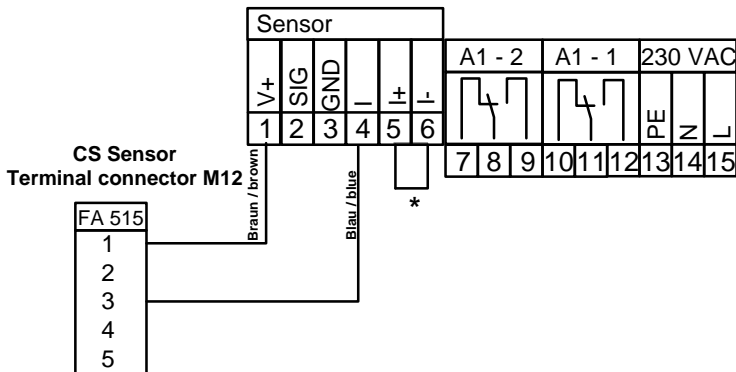 Sensor
A1 - 2 A1 - 1 230 VAC
V+ SIG GND I I+ I-
PE N L
1 2 3 4 5 6
7 8 9 10 11 12 13 14 15
*
Braun / brown
Blau / blue
CS Sensor
Terminal connector M12
FA 515
1
2
3
4
5